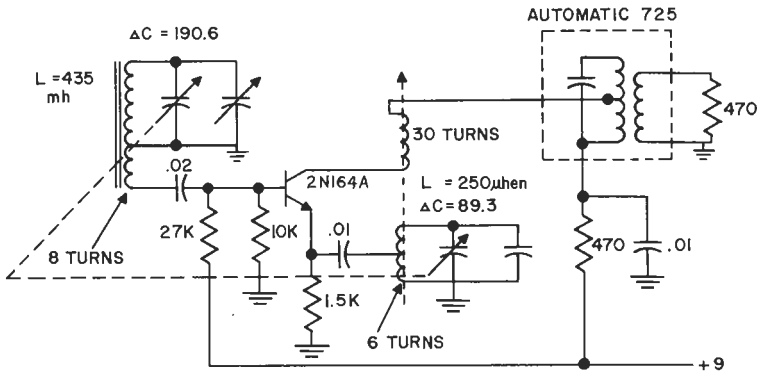 AUTOMATIC 725
ΔC = 190.6
L = 435
mh
470
30 TURNS
.02
2N164A
L = 250μhen
ΔC = 89.3
8 TURNS
27K
10K
.01
470
.01
1.5K
6 TURNS
+9